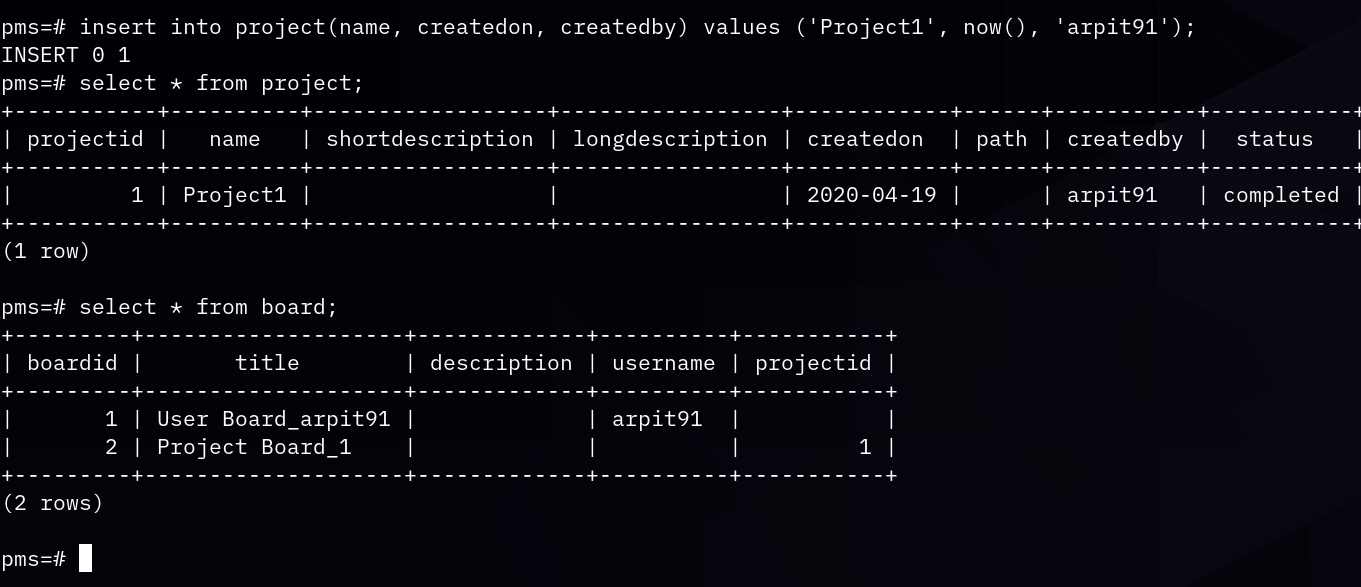 pms=# insert into project(name, createdon, createdby) values ('Project1', now(), 'arpit91');
INSERT 0 1
pms=# select * from project;
+-----------+----------+------------------+-----------------+------------+------+-----------+-----------+
| projectid |   name   | shortdescription | longdescription | createdon  | path | createdby |  status   |
+-----------+----------+------------------+-----------------+------------+------+-----------+-----------+
|         1 | Project1 |                  |                 | 2020-04-19 |      | arpit91   | completed |
+-----------+----------+------------------+-----------------+------------+------+-----------+-----------+
(1 row)
pms=# select * from board;
+---------+--------------------+-------------+----------+-----------+
| boardid |       title        | description | username | projectid |
+---------+--------------------+-------------+----------+-----------+
|       1 | User Board_arpit91 |             | arpit91  |           |
|       2 | Project Board_1    |             |          |         1 |
+---------+--------------------+-------------+----------+-----------+
(2 rows)
pms=#